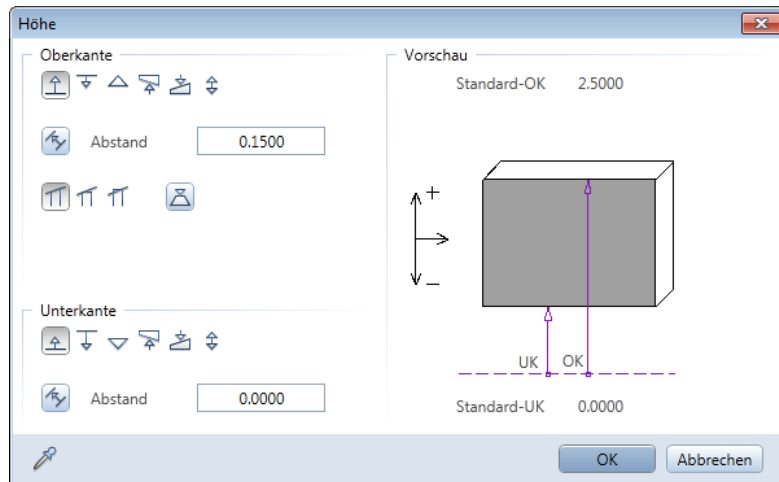 Höhe
Oberkante
Abstand 0.1500
Unterkante
Abstand 0.0000
Vorschau
Standard-OK 2.5000
+
−
UK OK
Standard-UK 0.0000
OK Abbrechen